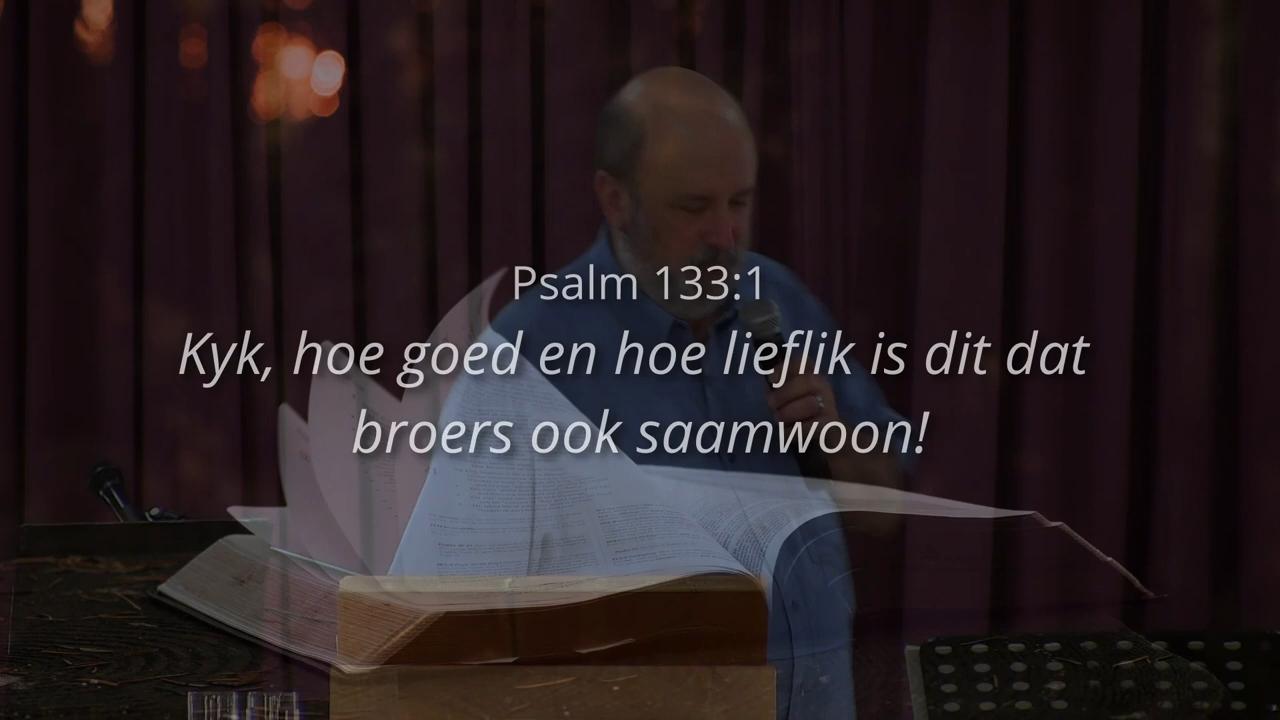 Psalm 133:1
Kyk, hoe goed en hoe lieflik is dit dat
broers ook saamwoon!